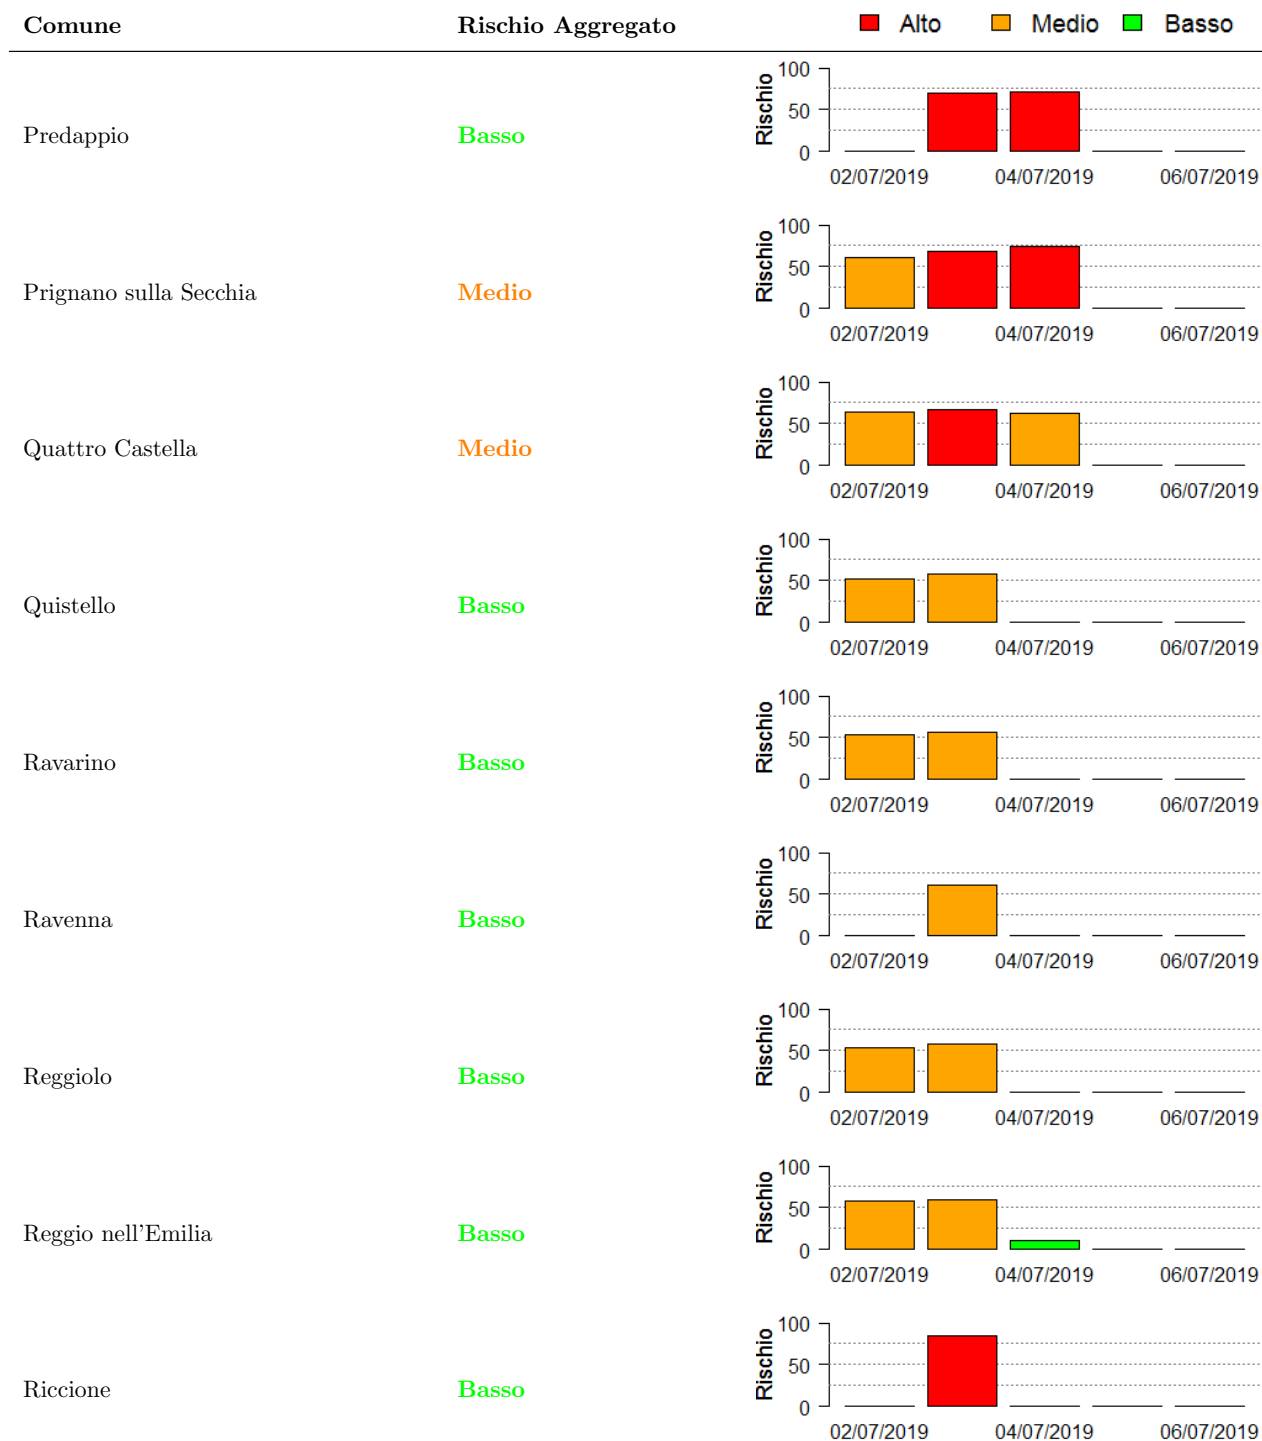 Comune Rischio Aggregato Alto Medio Basso
100
50
0
Rischio
Predappio Basso
02/07/2019 04/07/2019 06/07/2019
100
50
0
Rischio
Prignano sulla Secchia Medio
02/07/2019 04/07/2019 06/07/2019
100
50
0
Rischio
Quattro Castella Medio
02/07/2019 04/07/2019 06/07/2019
100
50
0
Rischio
Quistello Basso
02/07/2019 04/07/2019 06/07/2019
100
50
0
Rischio
Ravarino Basso
02/07/2019 04/07/2019 06/07/2019
100
50
0
Rischio
Ravenna Basso
02/07/2019 04/07/2019 06/07/2019
100
50
0
Rischio
Reggiolo Basso
02/07/2019 04/07/2019 06/07/2019
100
50
0
Rischio
Reggio nell'Emilia Basso
02/07/2019 04/07/2019 06/07/2019
100
50
0
Rischio
Riccione Basso
02/07/2019 04/07/2019 06/07/2019